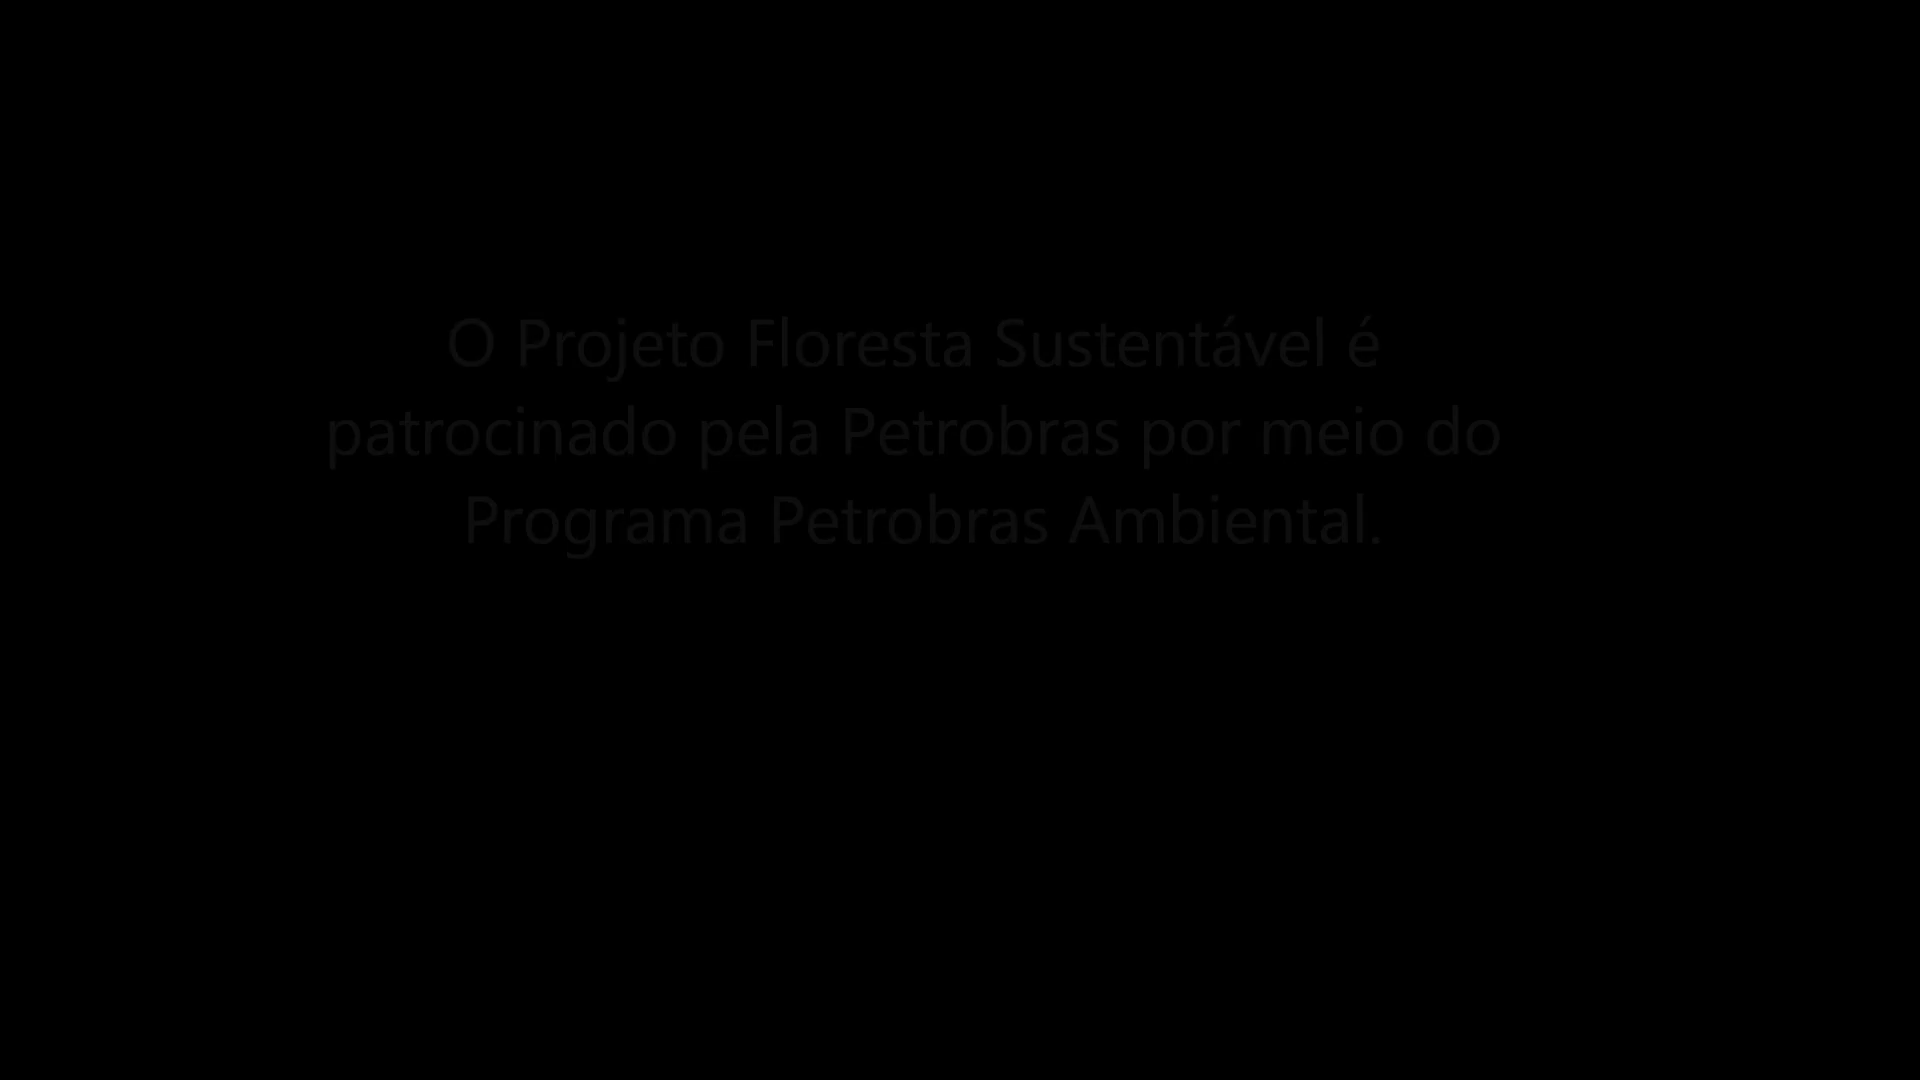 O Projeto Floresta Sustentável é
patrocinado pela Petrobras por meio do
Programa Petrobras Ambiental.